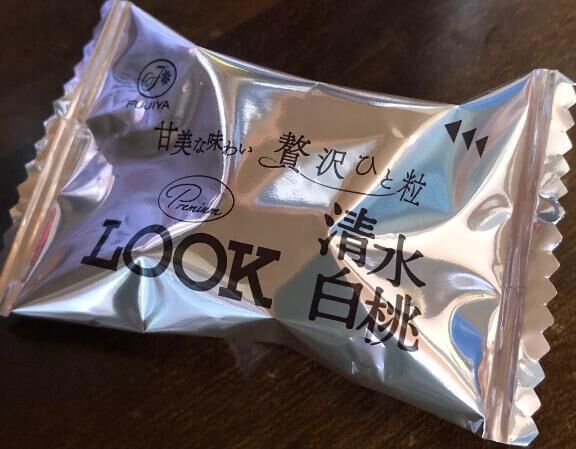 FUJIYA
甘美な味わい 贅沢ひと粒
Premium
LOOK
清水
白桃